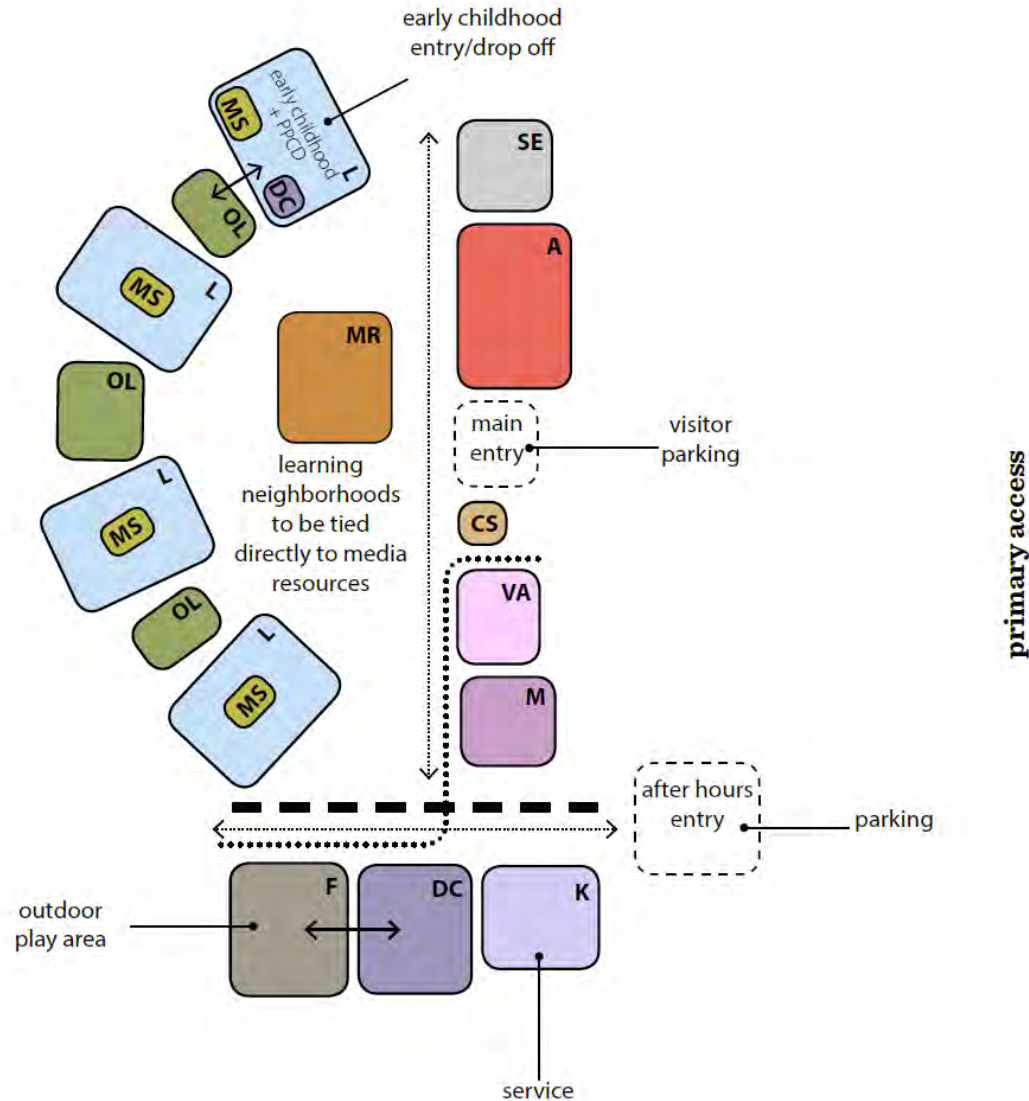 early childhood
entry/drop off
early childhood
+ PPCD
MS
DC
L
OL
SE
A
MS
L
MR
OL
main
entry
visitor
parking
learning
neighborhoods
to be tied
directly to media
resources
L
MS
CS
VA
OL
L
MS
M
primary access
after hours
entry
parking
F
DC
K
outdoor
play area
service